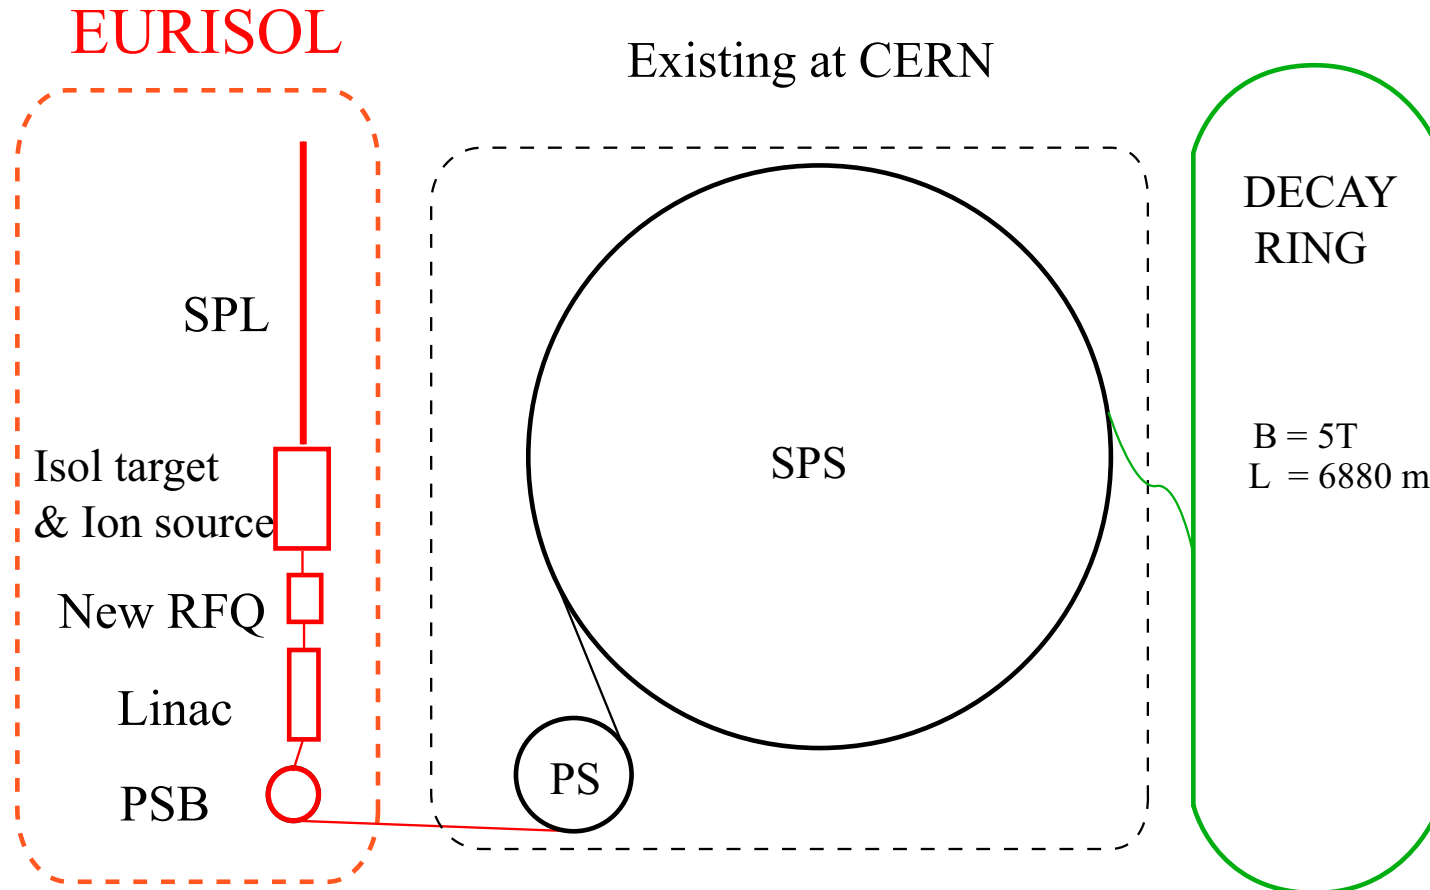 EURISOL
Existing at CERN
DECAY
RING
SPL
B = 5T
L = 6880 m
Isol target
& Ion source
SPS
New RFQ
Linac
PS
PSB